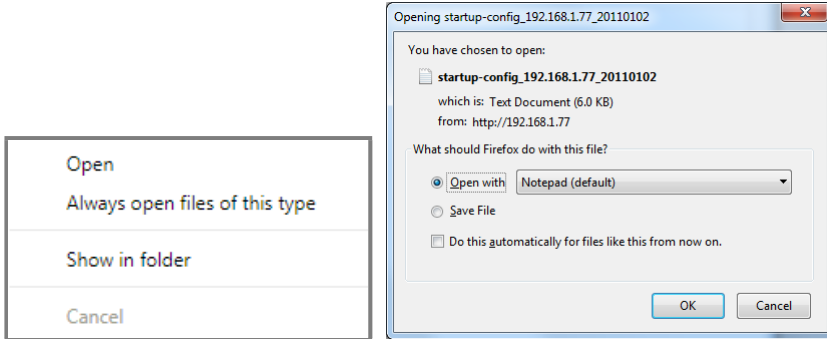 Open
Always open files of this type
Show in folder
Cancel
Opening startup-config_192.168.1.77_20110102
You have chosen to open:
startup-config_192.168.1.77_20110102
which is: Text Document (6.0 KB)
from: http://192.168.1.77
What should Firefox do with this file?
Open with Notepad (default)
Save File
Do this automatically for files like this from now on.
OK Cancel